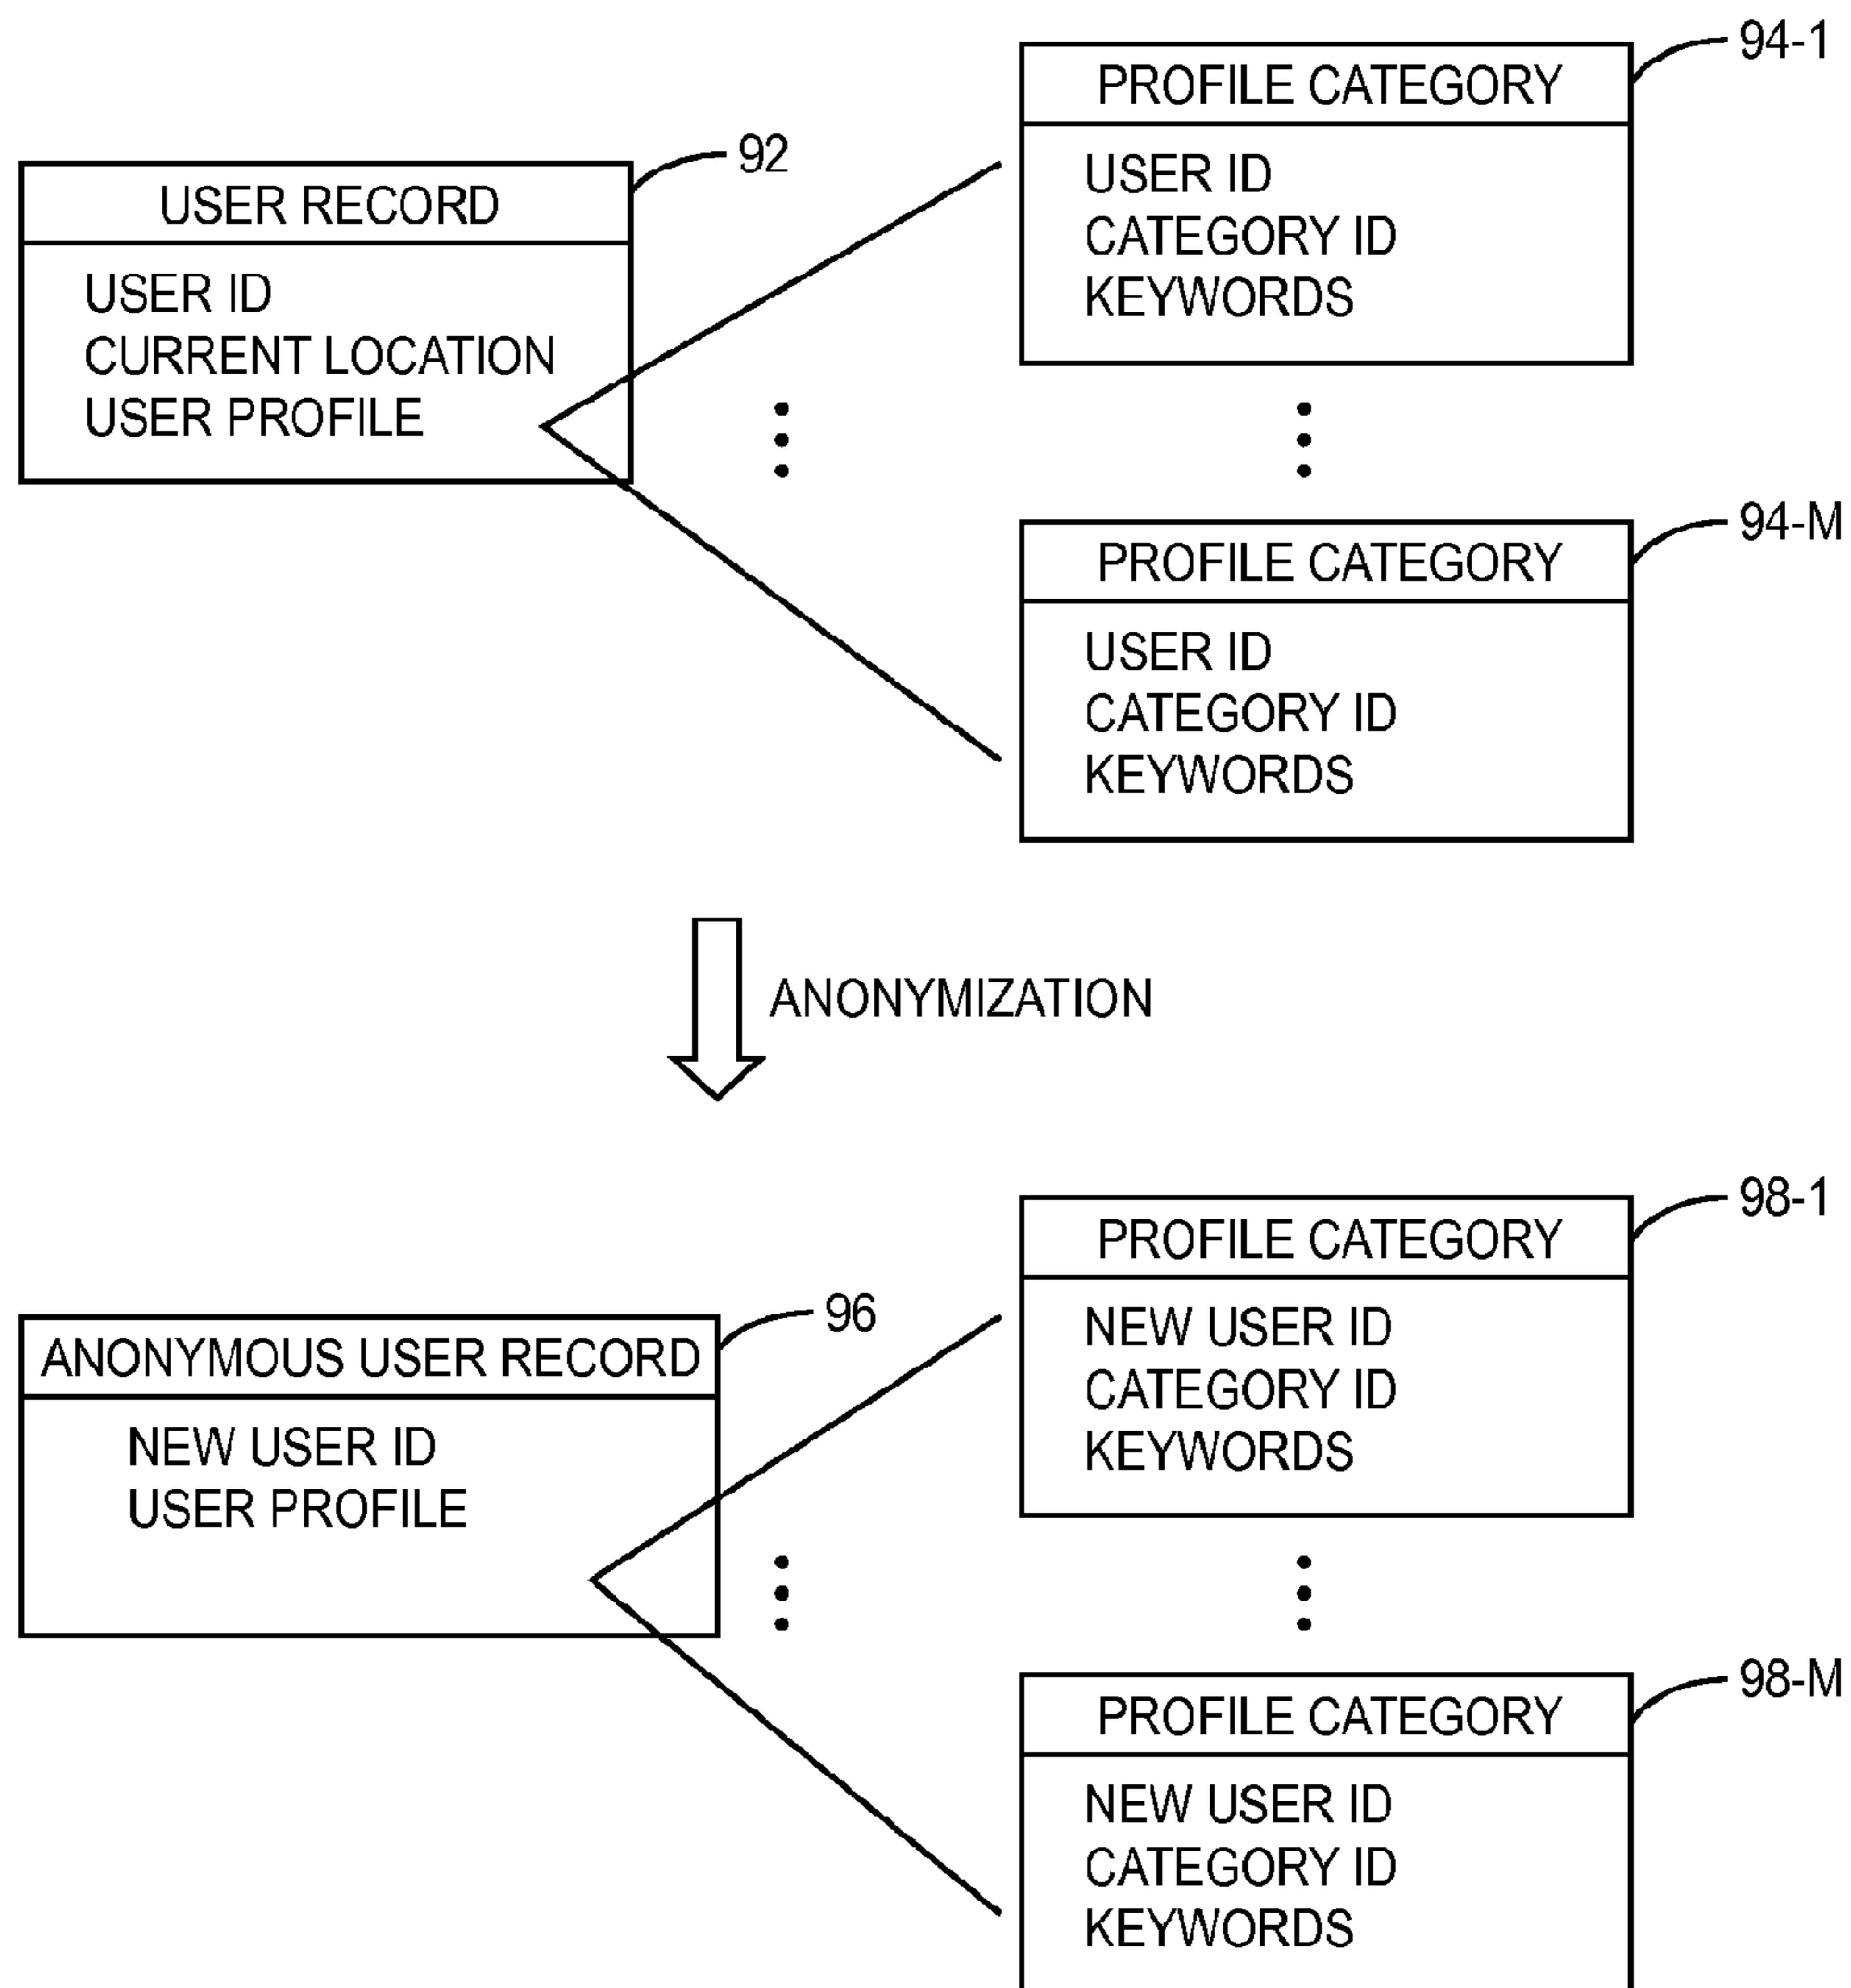 94-1
PROFILE CATEGORY
USER ID
CATEGORY ID
KEYWORDS
92
USER RECORD
USER ID
CURRENT LOCATION
USER PROFILE
94-M
PROFILE CATEGORY
USER ID
CATEGORY ID
KEYWORDS
ANONYMIZATION
98-1
PROFILE CATEGORY
NEW USER ID
CATEGORY ID
KEYWORDS
96
ANONYMOUS USER RECORD
NEW USER ID
USER PROFILE
98-M
PROFILE CATEGORY
NEW USER ID
CATEGORY ID
KEYWORDS